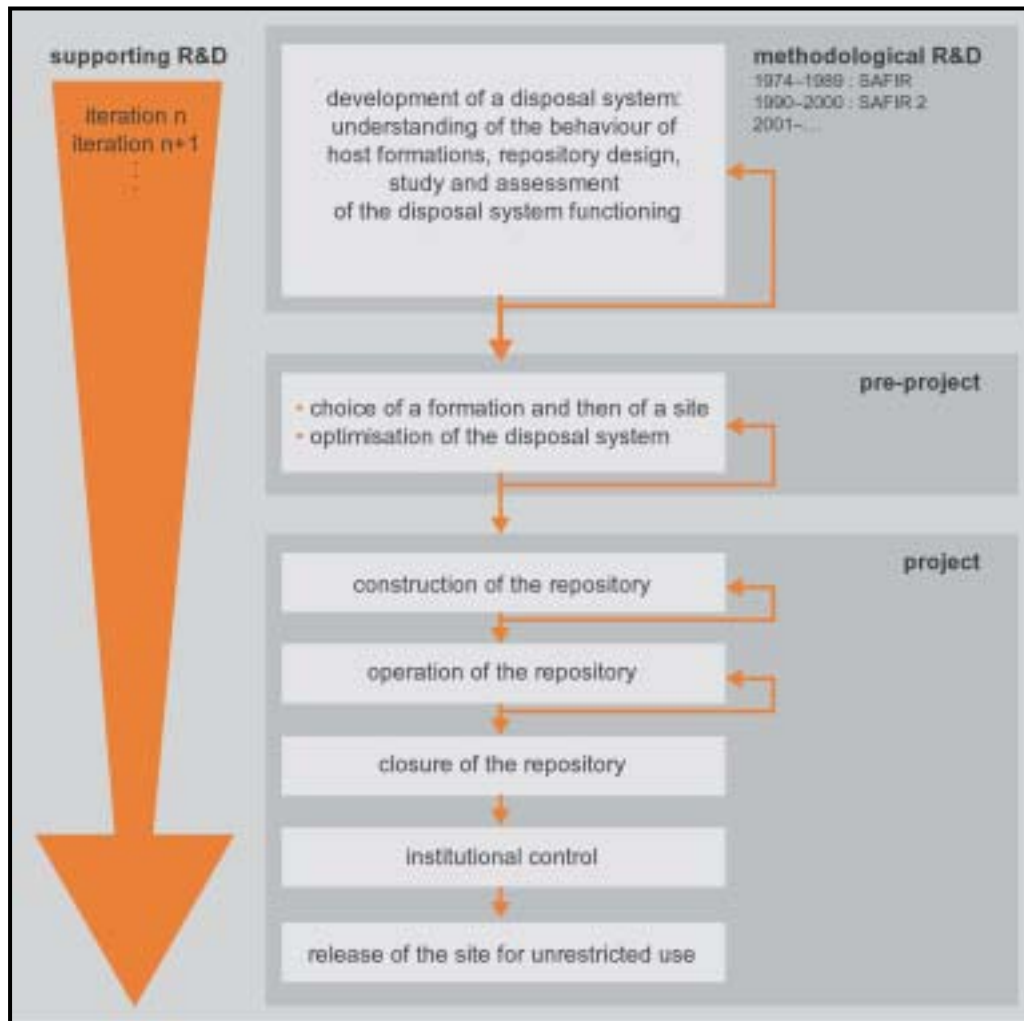 supporting R&D
iteration n
iteration n+1
:
:
methodological R&D
1974–1989 : SAFIR
1990–2000 : SAFIR 2
2001–...
development of a disposal system:
understanding of the behaviour of
host formations, repository design,
study and assessment
of the disposal system functioning
pre-project
• choice of a formation and then of a site
• optimisation of the disposal system
project
construction of the repository
operation of the repository
closure of the repository
institutional control
release of the site for unrestricted use